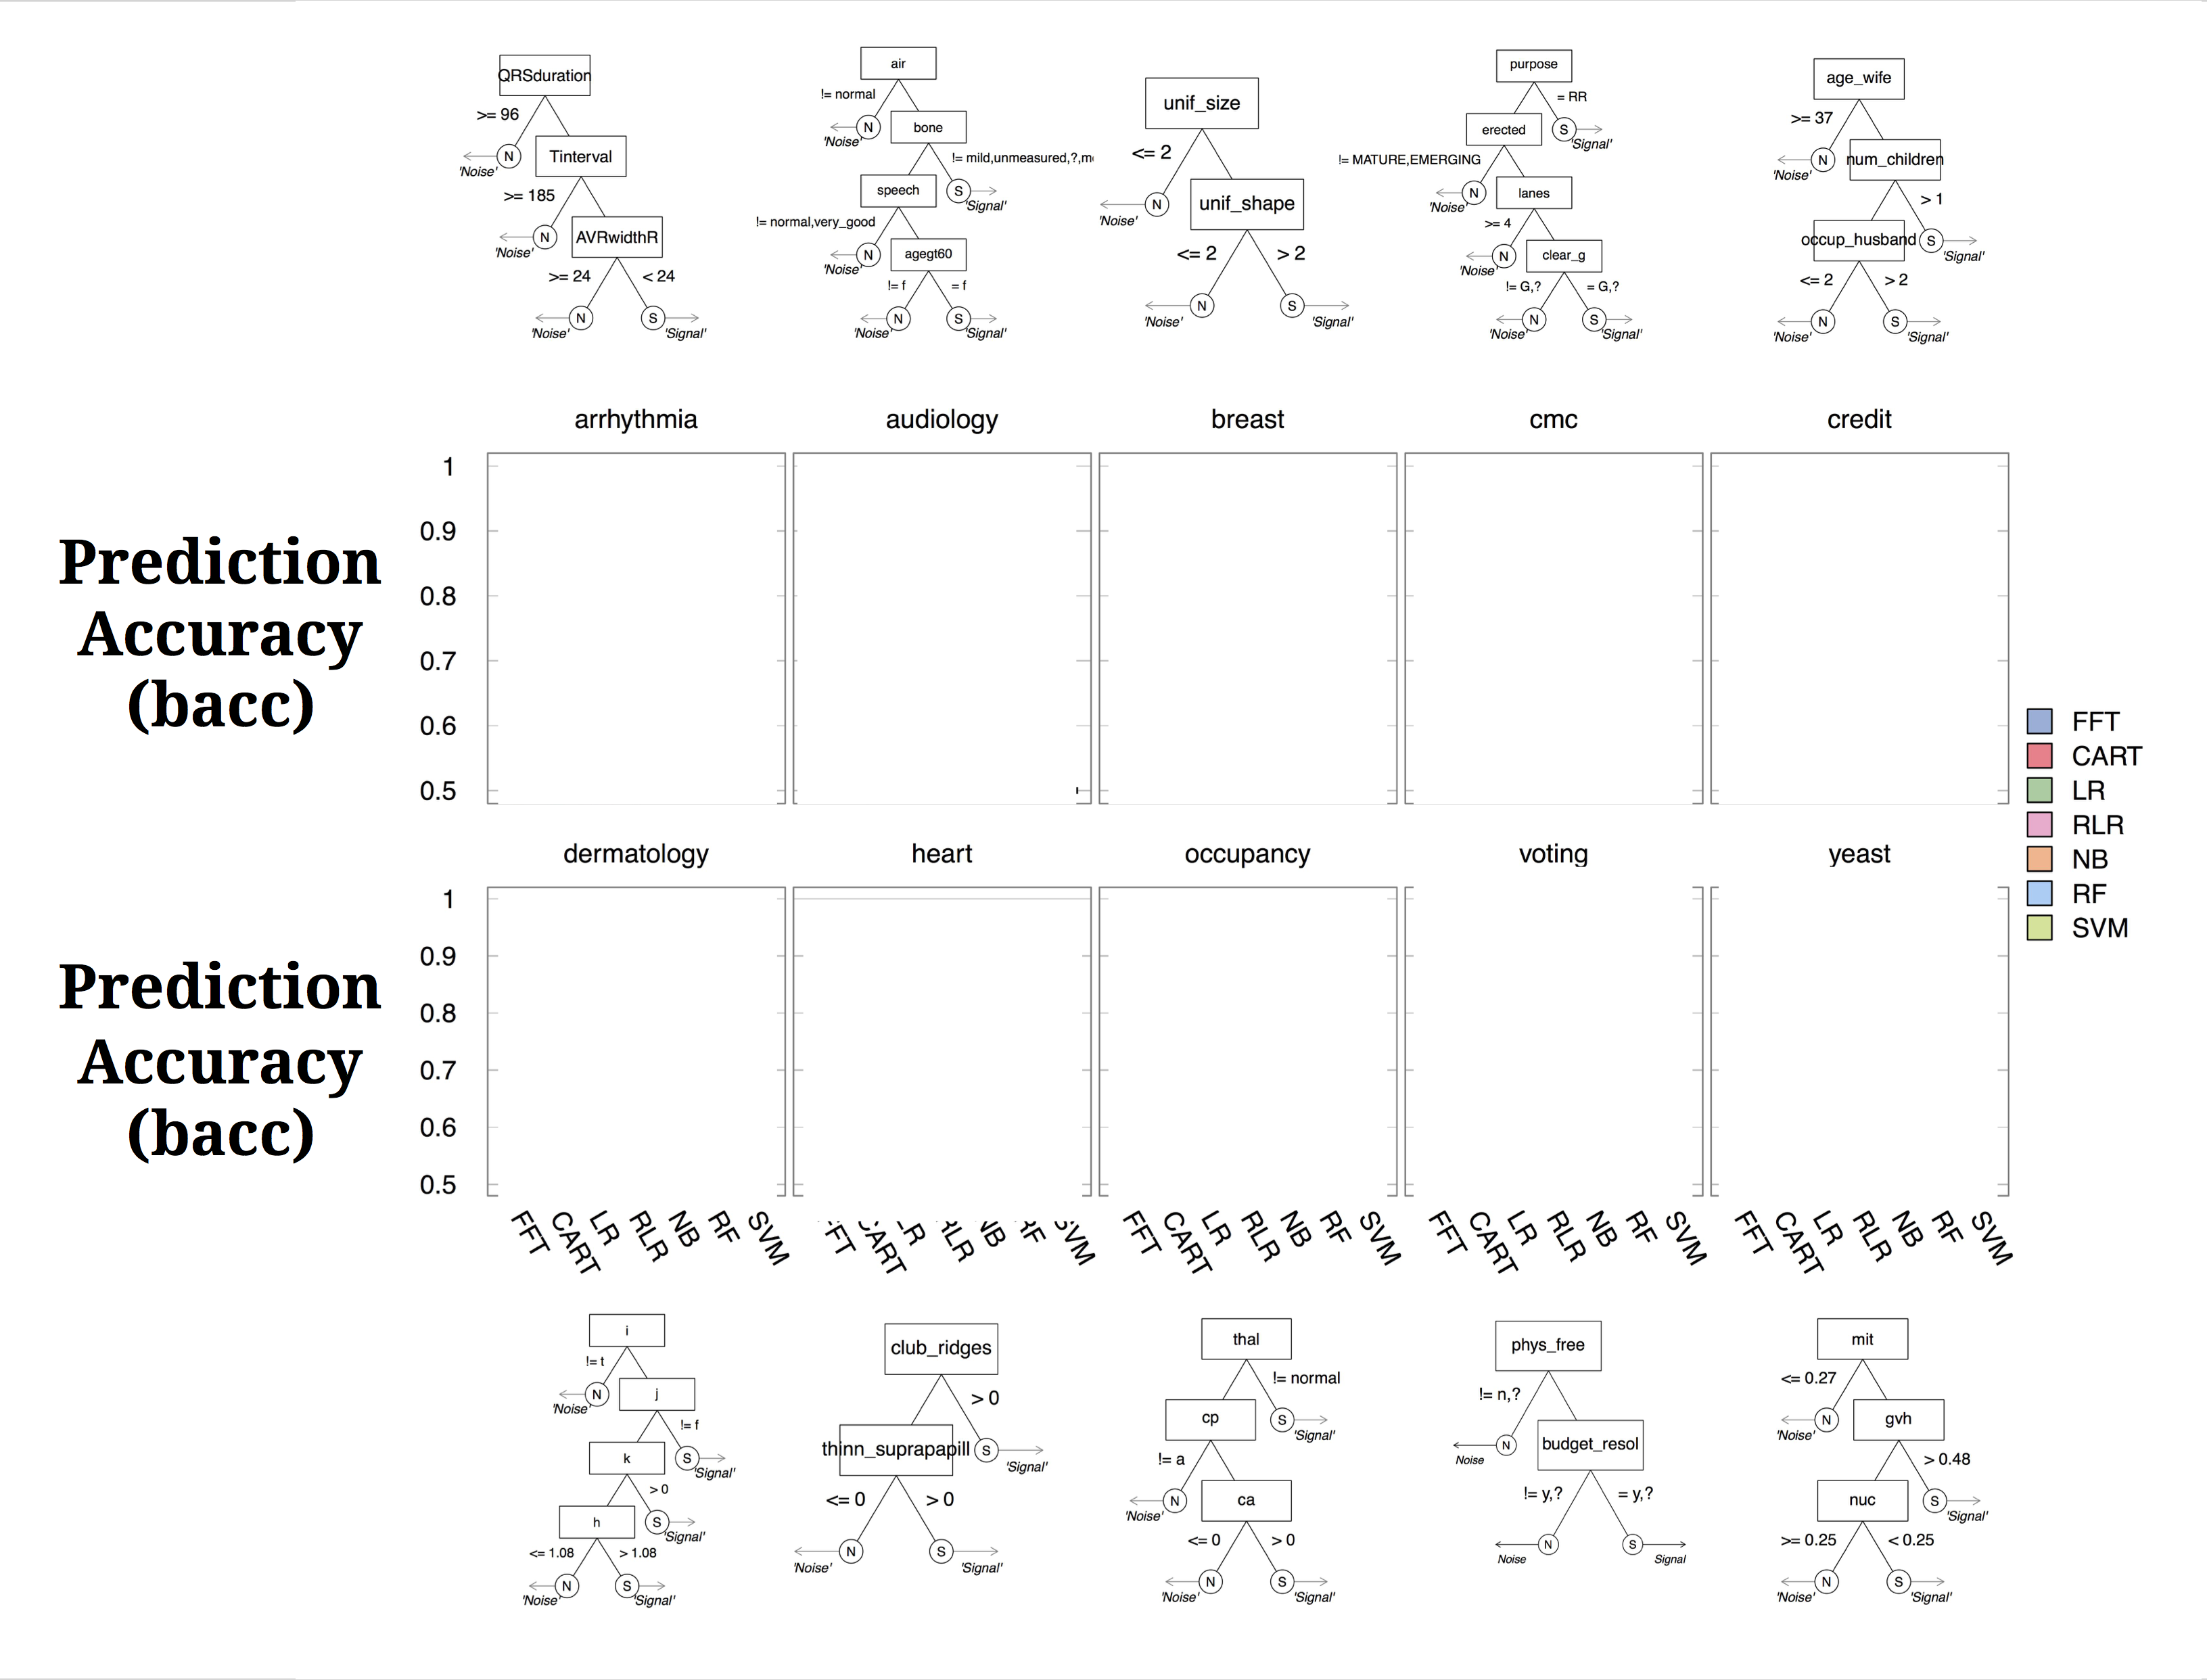 QRSduration
>= 96
N
'Noise'
Tinterval
>= 185
N
'Noise'
AVRwidthR
>= 24
< 24
N
S
'Noise'
'Signal'
air
!= normal
N
'Noise'
bone
!= mild,unmeasured,?,m
speech
S
'Signal'
!= normal,very_good
N
'Noise'
agegt60
!= f
= f
N
S
'Noise'
'Signal'
unif_size
<= 2
N
'Noise'
unif_shape
<= 2
> 2
N
S
'Noise'
'Signal'
purpose
= RR
erected
S
'Signal'
!= MATURE,EMERGING
N
'Noise'
lanes
>= 4
N
'Noise'
clear_g
!= G,?
= G,?
N
S
'Noise'
'Signal'
age_wife
>= 37
N
'Noise'
num_children
> 1
occup_husband
S
'Signal'
<= 2
> 2
N
S
'Noise'
'Signal'
arrhythmia
audiology
breast
cmc
credit
Prediction
Accuracy
(bacc)
1
0.9
0.8
0.7
0.6
0.5
dermatology
heart
occupancy
voting
yeast
Prediction
Accuracy
(bacc)
1
0.9
0.8
0.7
0.6
0.5
FFT
CART
LR
RLR
NB
RF
SVM
FFT CART LR RLR NB RF SVM
FFT CART LR RLR NB RF SVM
FFT CART LR RLR NB RF SVM
FFT CART LR RLR NB RF SVM
FFT CART LR RLR NB RF SVM
i
!= t
N
'Noise'
j
!= f
k
S
'Signal'
> 0
h
S
'Signal'
<= 1.08
> 1.08
N
S
'Noise'
'Signal'
club_ridges
> 0
thinn_suprapapill
S
'Signal'
<= 0
> 0
N
S
'Noise'
'Signal'
thal
!= normal
cp
S
'Signal'
!= a
N
'Noise'
ca
<= 0
> 0
N
S
'Noise'
'Signal'
phys_free
!= n,?
N
Noise
budget_resol
!= y,?
= y,?
N
S
Noise
Signal
mit
<= 0.27
N
'Noise'
gvh
> 0.48
nuc
S
'Signal'
>= 0.25
< 0.25
N
S
'Noise'
'Signal'